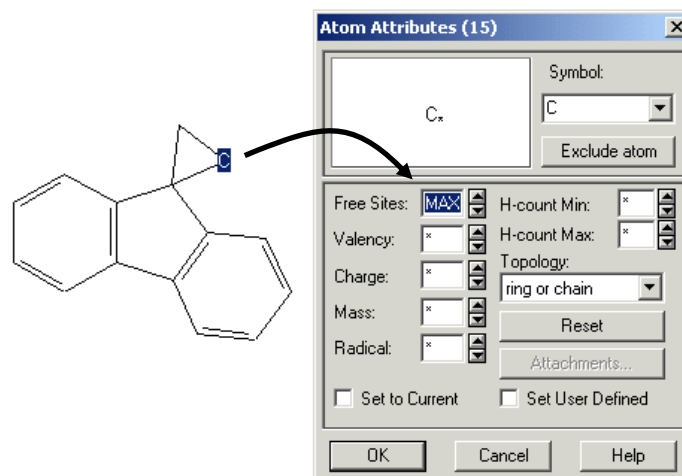 Atom Attributes (15)
C*
Symbol:
C
Exclude atom
C
Free Sites: MAX
Valency: *
Charge: *
Mass: *
Radical: *
H-count Min: *
H-count Max: *
Topology:
ring or chain
Reset
Attachments...
Set to Current
Set User Defined
OK
Cancel
Help